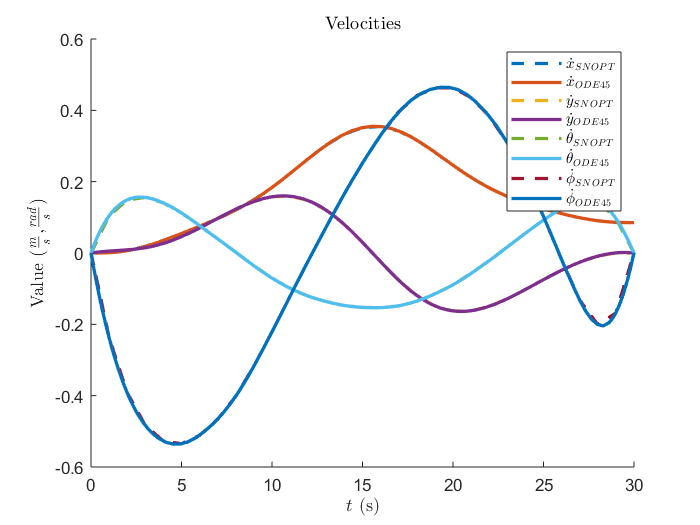 Velocities
0.6
0.4
0.2
0
-0.2
-0.4
-0.6
Value (m/s, rad/s)
ẋ_SNOPT
ẋ_ODE45
ẏ_SNOPT
ẏ_ODE45
θ̇_SNOPT
θ̇_ODE45
ϕ̇_SNOPT
ϕ̇_ODE45
0 5 10 15 20 25 30
t (s)